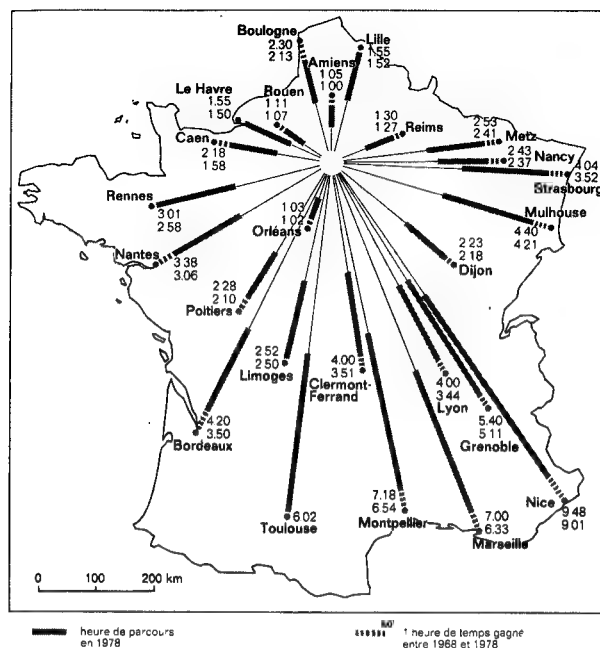 Boulogne
2.30
2 13
Lille
1.55
1 52
Amiens
1 05
1 00
Le Havre
1.55
1 50
Rouen
1 11
1 07
1.30
1 27
Reims
Caen
2 18
1 58
2 53
2 41
Metz
2 43
2 37
Nancy
4 04
3.52
Strasbourg
Rennes
3.01
2 58
1 03
1 02
Orléans
Mulhouse
4 40
4 21
Nantes
3.38
3.06
2 23
2 18
Dijon
2 28
2 10
Poitiers
2 52
2 50
Limoges
4.00
3.51
Clermont-
Ferrand
4 00
3 44
Lyon
5.40
5 11
Grenoble
4.20
3.50
Bordeaux
6.02
Toulouse
7.18
6 54
Montpellier
7.00
6.33
Marseille
Nice
9 48
9 01
0 100 200 km
heure de parcours
en 1978
1 heure de temps gagné
entre 1968 et 1978